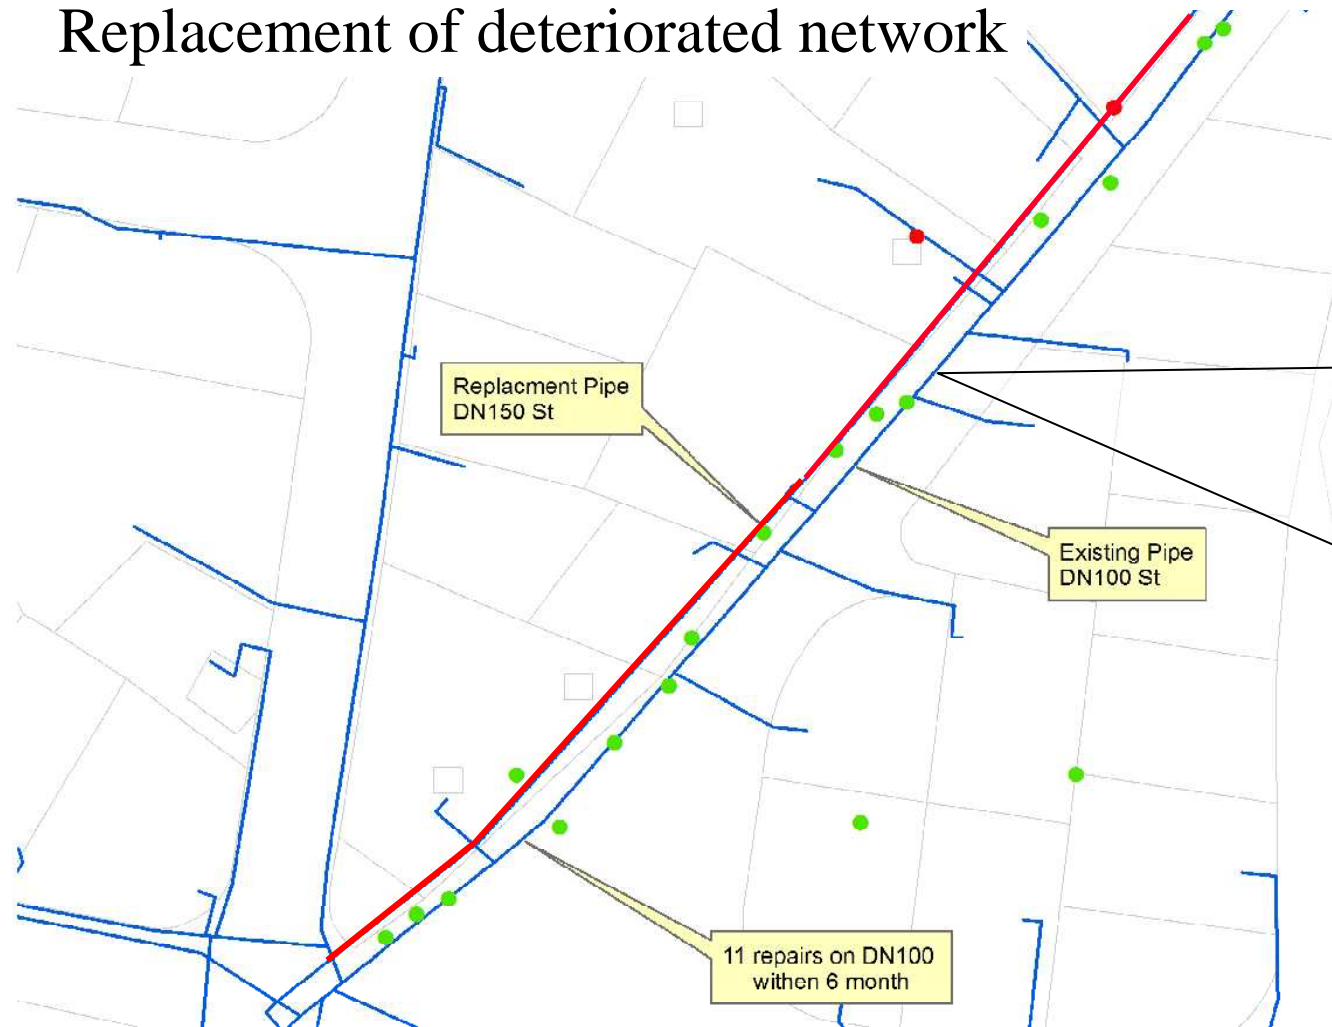 Replacement of deteriorated network
Replacment Pipe
DN150 St
Existing Pipe
DN100 St
11 repairs on DN100
withen 6 month